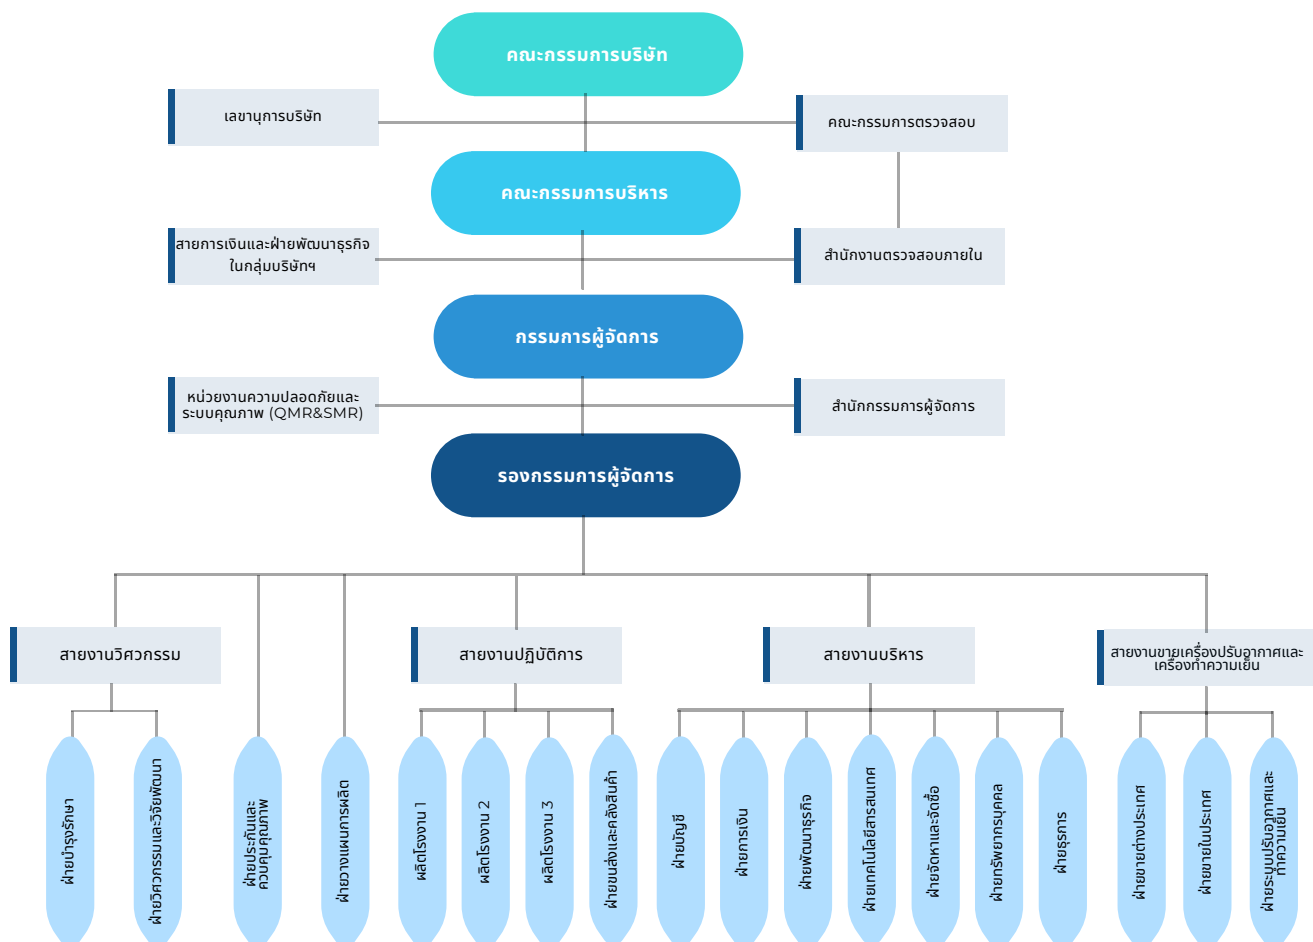 คณะกรรมการบริษัท
เลขานุการบริษัท
คณะกรรมการตรวจสอบ
คณะกรรมการบริหาร
สายการเงินและฝ่ายพัฒนาธุรกิจ
ในกลุ่มบริษัทฯ
สำนักงานตรวจสอบภายใน
กรรมการผู้จัดการ
หน่วยงานความปลอดภัยและ
ระบบคุณภาพ (QMR&SMR)
สำนักกรรมการผู้จัดการ
รองกรรมการผู้จัดการ
สายงานวิศวกรรม
สายงานปฏิบัติการ
สายงานบริหาร
สายงานขายเครื่องปรับอากาศและ
เครื่องทำความเย็น
ฝ่ายบำรุงรักษา
ฝ่ายวิศวกรรมและวิจัยพัฒนา
ฝ่ายประกันและ
ควบคุมคุณภาพ
ฝ่ายวางแผนการผลิต
ผลิตโรงงาน 1
ผลิตโรงงาน 2
ผลิตโรงงาน 3
ฝ่ายขนส่งและคลังสินค้า
ฝ่ายบัญชี
ฝ่ายการเงิน
ฝ่ายพัฒนาธุรกิจ
ฝ่ายเทคโนโลยีสารสนเทศ
ฝ่ายจัดหาและจัดซื้อ
ฝ่ายทรัพยากรบุคคล
ฝ่ายธุรการ
ฝ่ายขายต่างประเทศ
ฝ่ายขายในประเทศ
ฝ่ายระบบปรับอากาศและ
ทำความเย็น